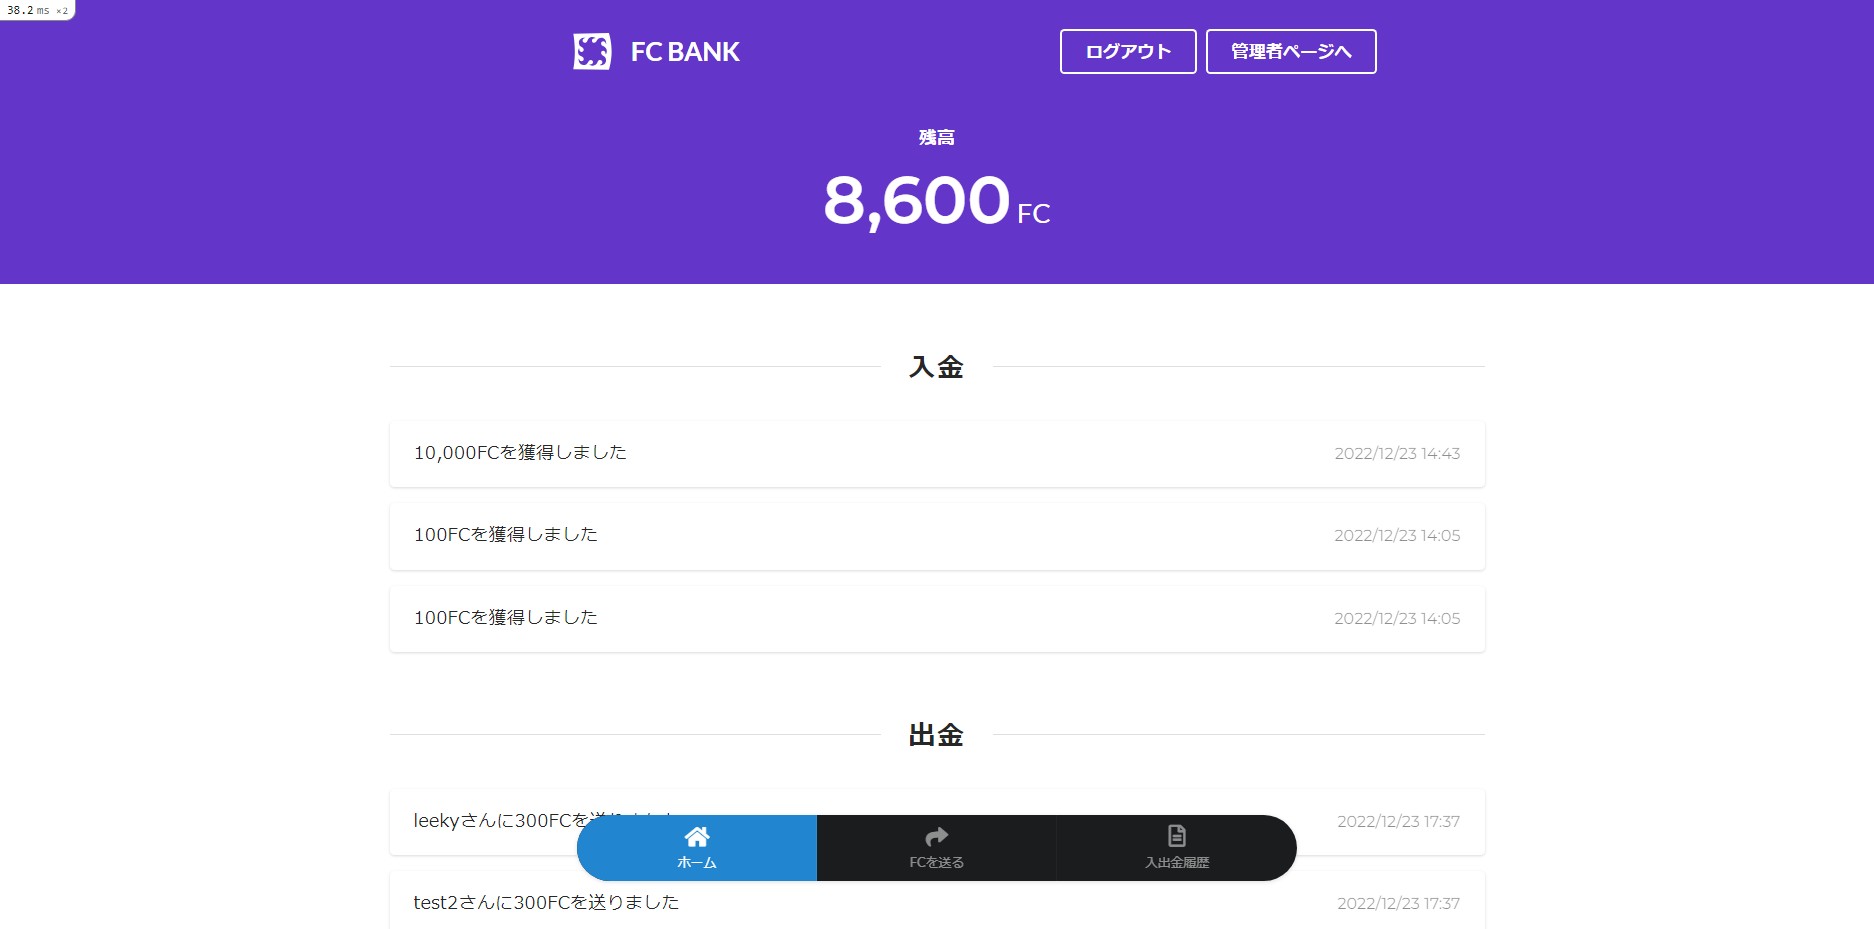 38.2 ms ×2
FC BANK
ログアウト
管理者ページへ
残高
8,600 FC
入金
10,000FCを獲得しました 2022/12/23 14:43
100FCを獲得しました 2022/12/23 14:05
100FCを獲得しました 2022/12/23 14:05
出金
leekyさんに300FCを送りました 2022/12/23 17:37
ホーム
FCを送る
入出金履歴
test2さんに300FCを送りました 2022/12/23 17:37